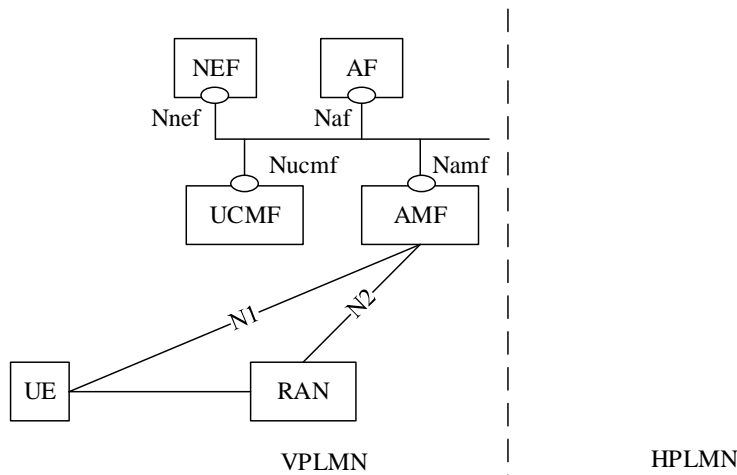 NEF
AF
Nnef
Naf
Nucmf
Namf
UCMF
AMF
N1
N2
UE
RAN
VPLMN
HPLMN